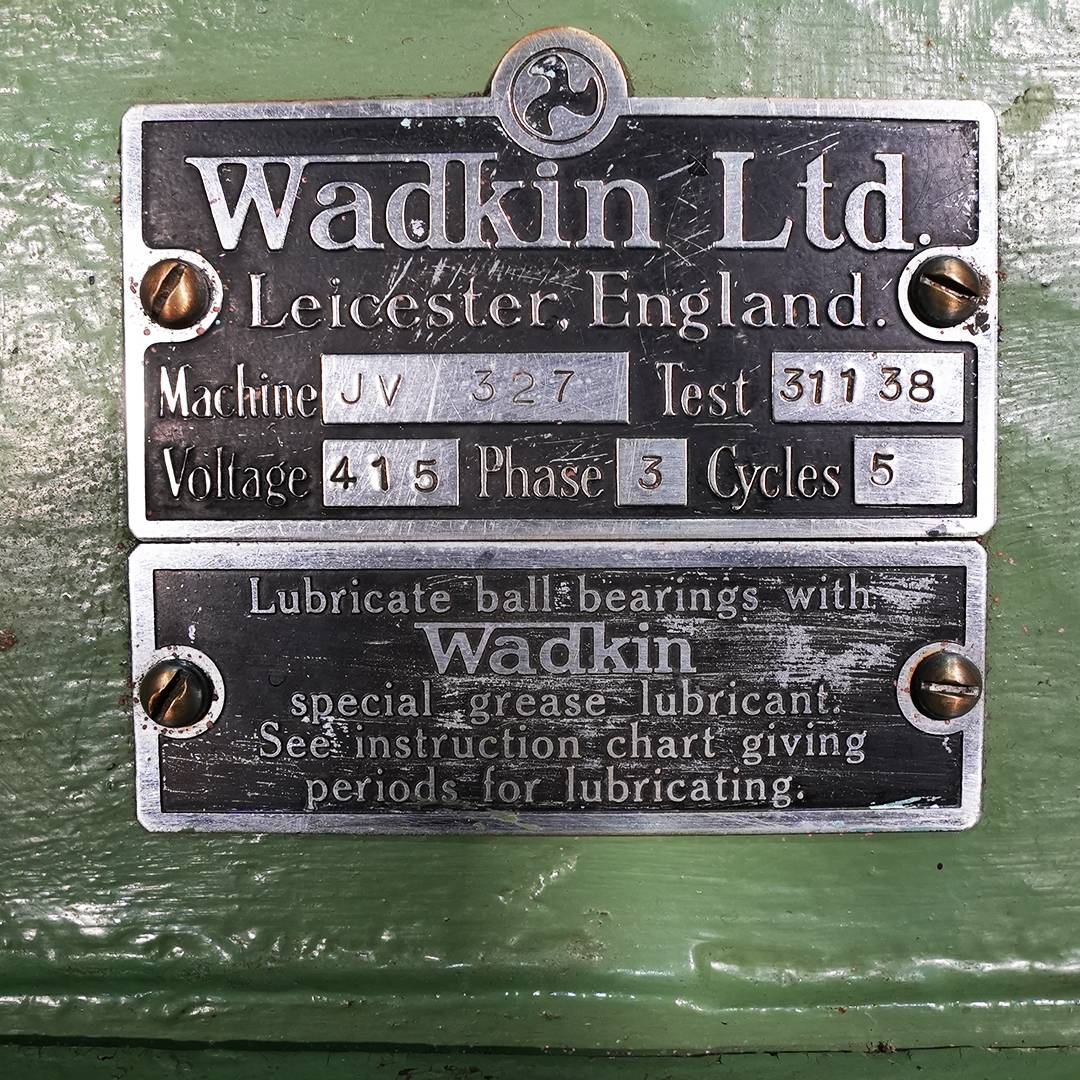 Wadkin Ltd.
Leicester, England.
Machine JV 327 Test 311138
Voltage 415 Phase 3 Cycles 5
Lubricate ball bearings with
Wadkin
special grease lubricant.
See instruction chart giving
periods for lubricating.